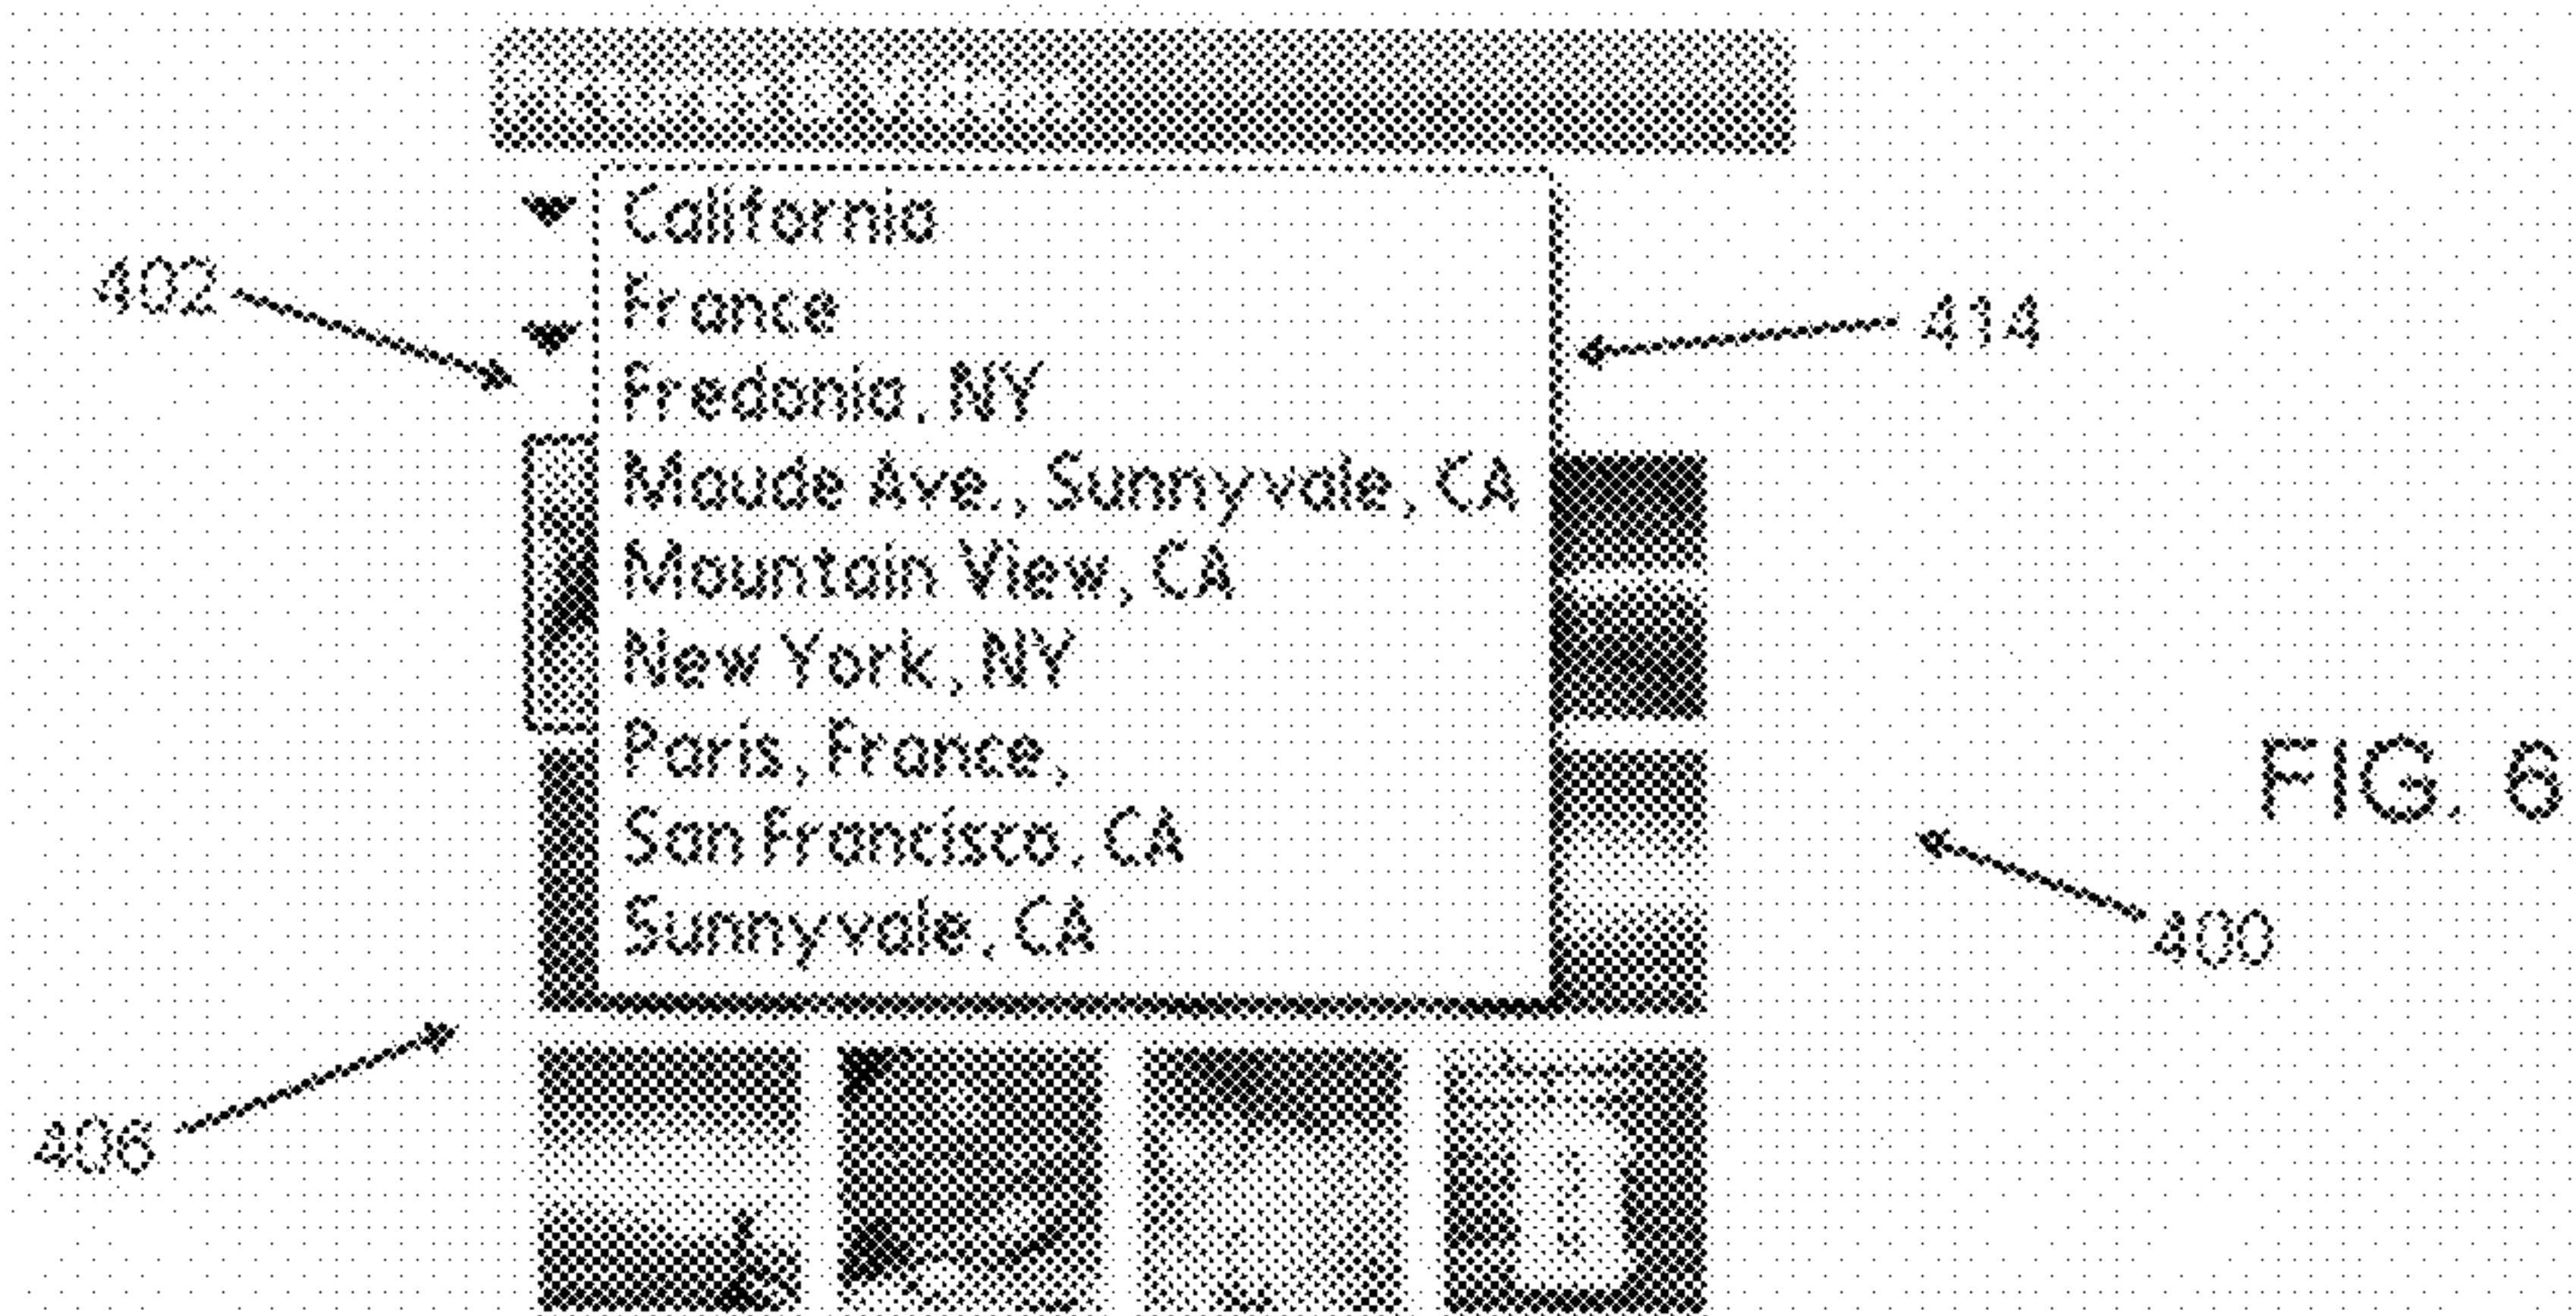 California
402
France
414
Fredonia, NY
Maude Ave., Sunnyvale, CA
Mountain View, CA
New York, NY
Paris, France,
FIG. 6
San Francisco, CA
Sunnyvale, CA
400
406